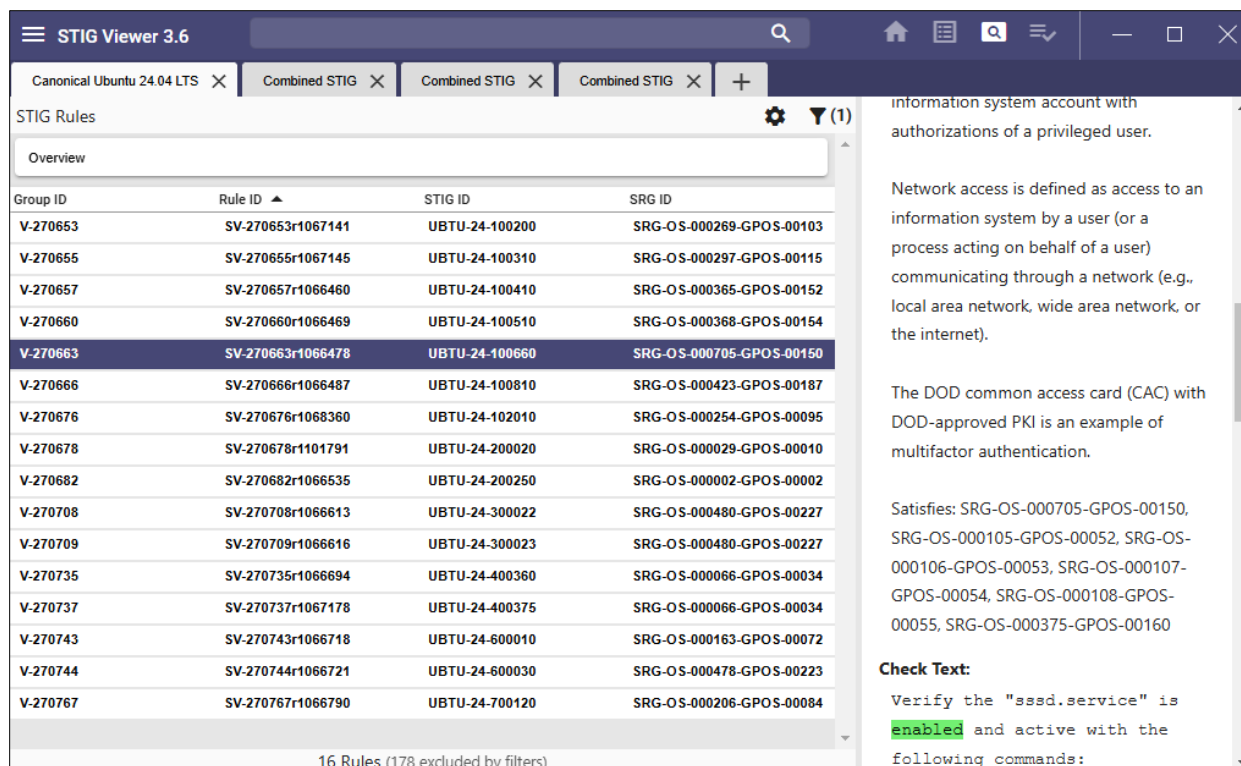 STIG Viewer 3.6
Canonical Ubuntu 24.04 LTS
Combined STIG
Combined STIG
Combined STIG
STIG Rules
(1)
Overview
Group ID Rule ID STIG ID SRG ID
V-270653 SV-270653r1067141 UBTU-24-100200 SRG-OS-000269-GPOS-00103
V-270655 SV-270655r1067145 UBTU-24-100310 SRG-OS-000297-GPOS-00115
V-270657 SV-270657r1066460 UBTU-24-100410 SRG-OS-000365-GPOS-00152
V-270660 SV-270660r1066469 UBTU-24-100510 SRG-OS-000368-GPOS-00154
V-270663 SV-270663r1066478 UBTU-24-100660 SRG-OS-000705-GPOS-00150
V-270666 SV-270666r1066487 UBTU-24-100810 SRG-OS-000423-GPOS-00187
V-270676 SV-270676r1068360 UBTU-24-102010 SRG-OS-000254-GPOS-00095
V-270678 SV-270678r1101791 UBTU-24-200020 SRG-OS-000029-GPOS-00010
V-270682 SV-270682r1066535 UBTU-24-200250 SRG-OS-000002-GPOS-00002
V-270708 SV-270708r1066613 UBTU-24-300022 SRG-OS-000480-GPOS-00227
V-270709 SV-270709r1066616 UBTU-24-300023 SRG-OS-000480-GPOS-00227
V-270735 SV-270735r1066694 UBTU-24-400360 SRG-OS-000066-GPOS-00034
V-270737 SV-270737r1067178 UBTU-24-400375 SRG-OS-000066-GPOS-00034
V-270743 SV-270743r1066718 UBTU-24-600010 SRG-OS-000163-GPOS-00072
V-270744 SV-270744r1066721 UBTU-24-600030 SRG-OS-000478-GPOS-00223
V-270767 SV-270767r1066790 UBTU-24-700120 SRG-OS-000206-GPOS-00084
16 Rules (178 excluded by filters)
information system account with
authorizations of a privileged user.
Network access is defined as access to an
information system by a user (or a
process acting on behalf of a user)
communicating through a network (e.g.,
local area network, wide area network, or
the internet).
The DOD common access card (CAC) with
DOD-approved PKI is an example of
multifactor authentication.
Satisfies: SRG-OS-000705-GPOS-00150,
SRG-OS-000105-GPOS-00052, SRG-OS-
000106-GPOS-00053, SRG-OS-000107-
GPOS-00054, SRG-OS-000108-GPOS-
00055, SRG-OS-000375-GPOS-00160
Check Text:
Verify the "sssd.service" is
enabled and active with the
following commands: